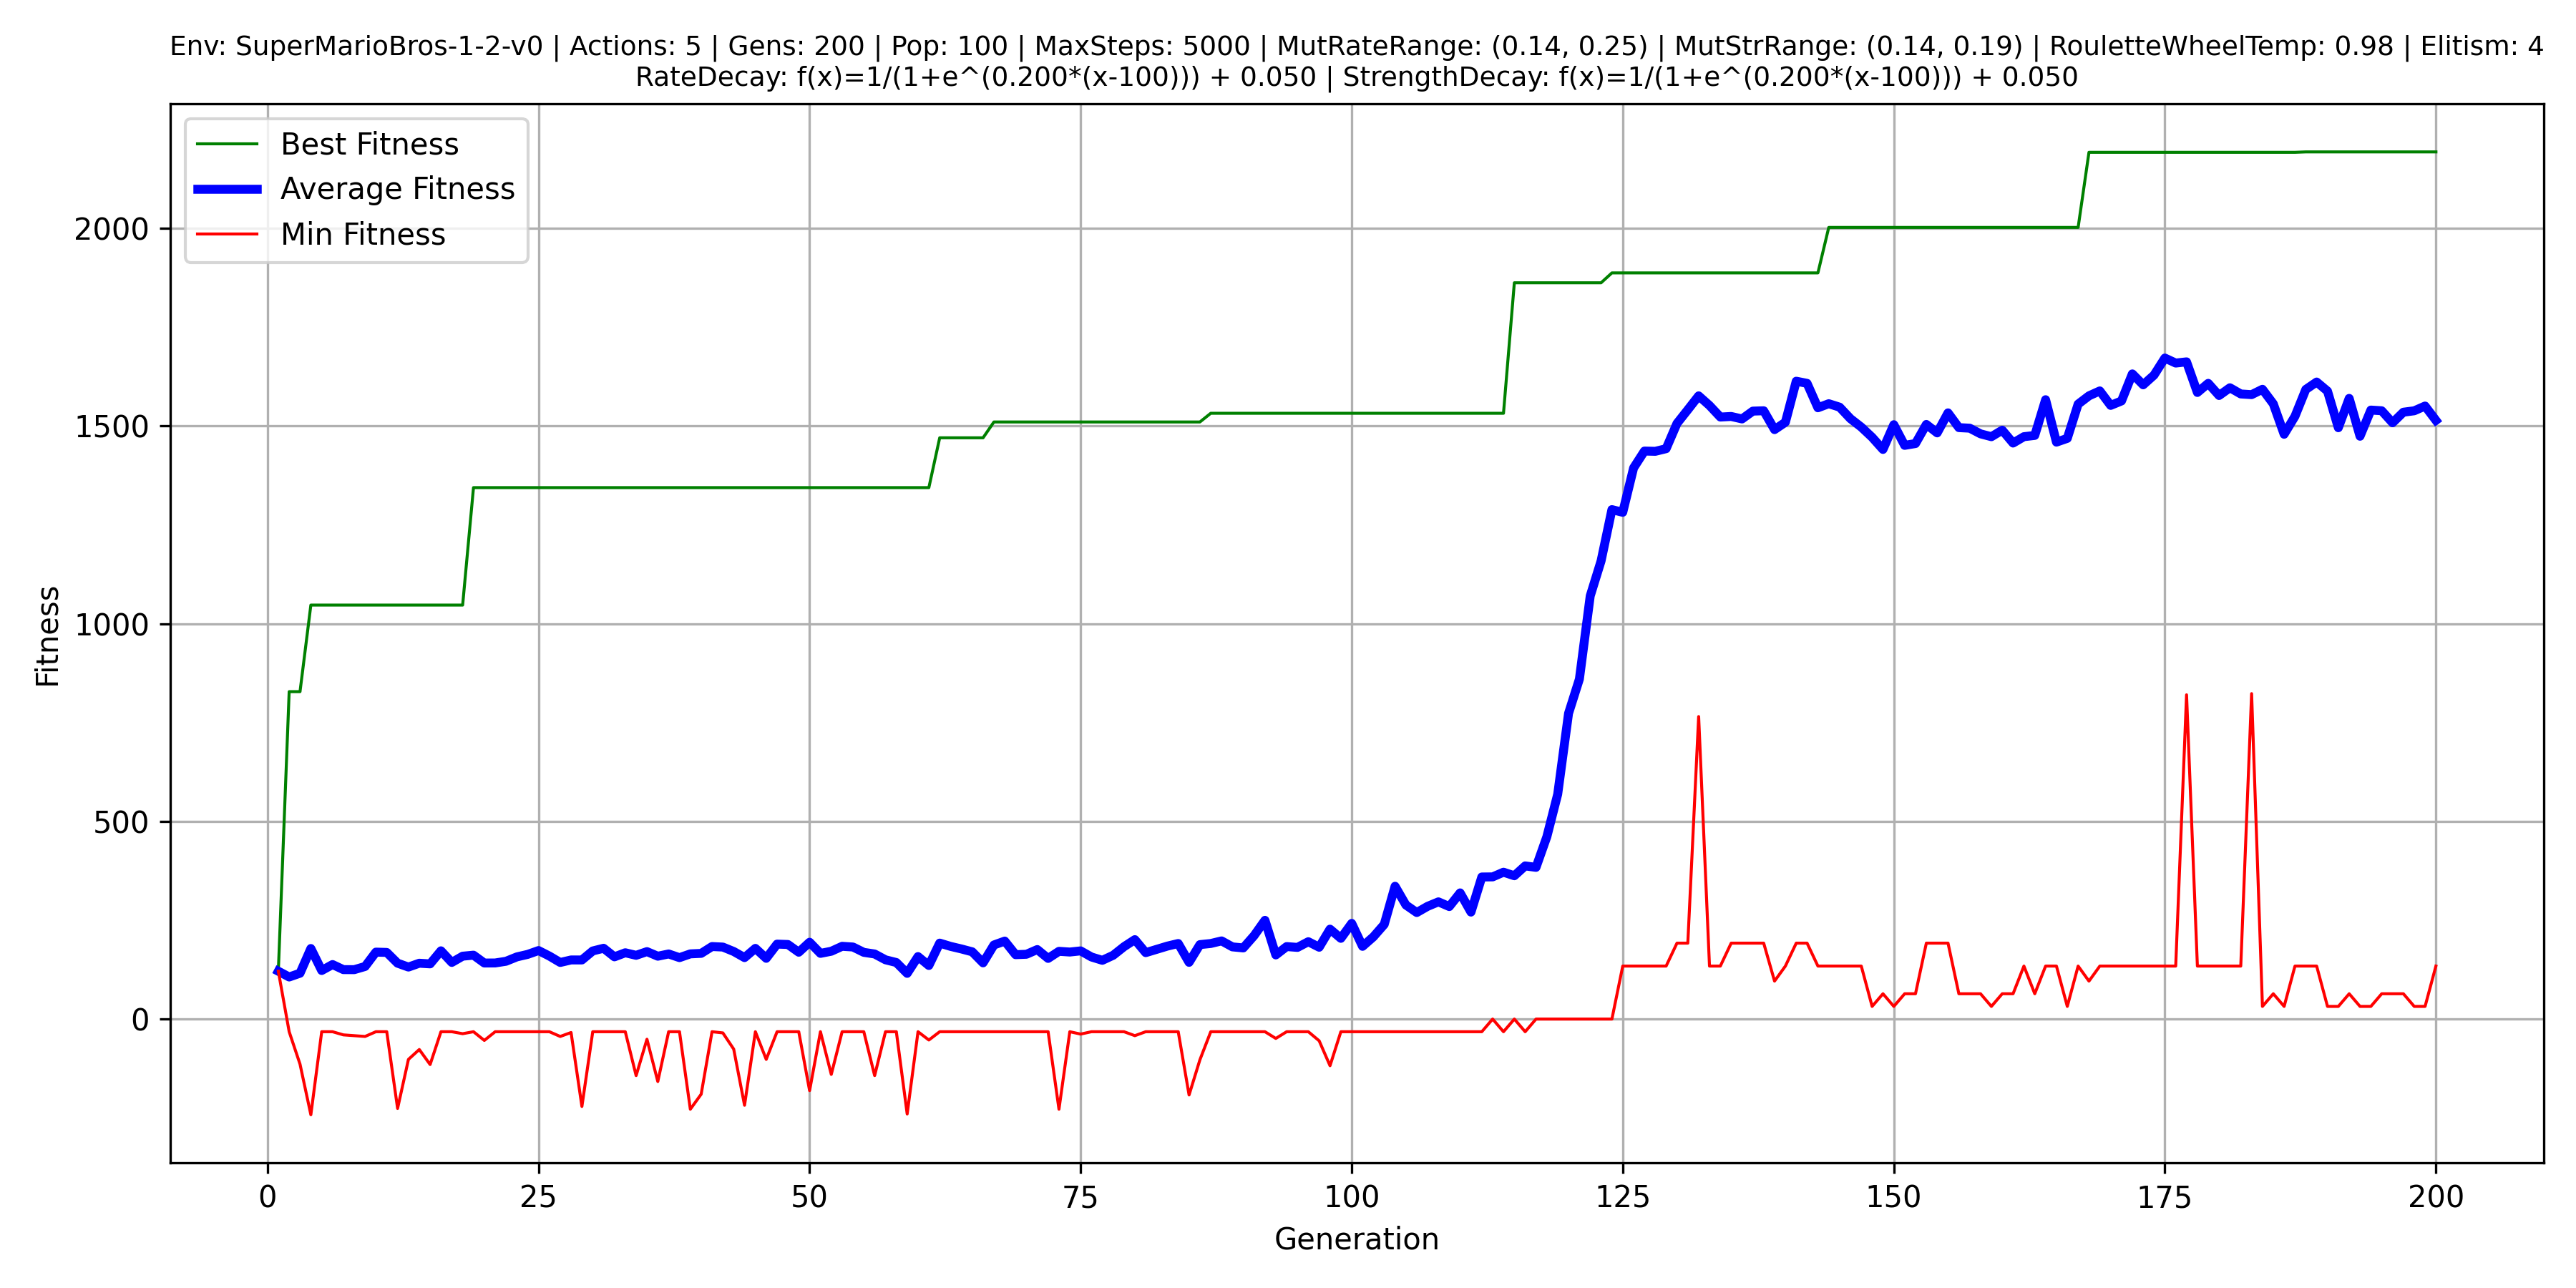 Env: SuperMarioBros-1-2-v0 | Actions: 5 | Gens: 200 | Pop: 100 | MaxSteps: 5000 | MutRateRange: (0.14, 0.25) | MutStrRange: (0.14, 0.19) | RouletteWheelTemp: 0.98 | Elitism: 4
RateDecay: f(x)=1/(1+e^(0.200*(x-100))) + 0.050 | StrengthDecay: f(x)=1/(1+e^(0.200*(x-100))) + 0.050
Best Fitness
Average Fitness
Min Fitness
Fitness
2000
1500
1000
500
0
0 25 50 75 100 125 150 175 200
Generation